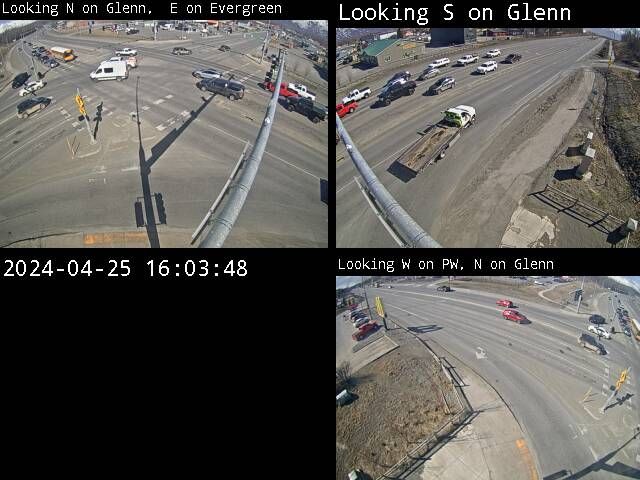 Looking N on Glenn, E on Evergreen
Looking S on Glenn
2024-04-25 16:03:48
Looking W on PW, N on Glenn